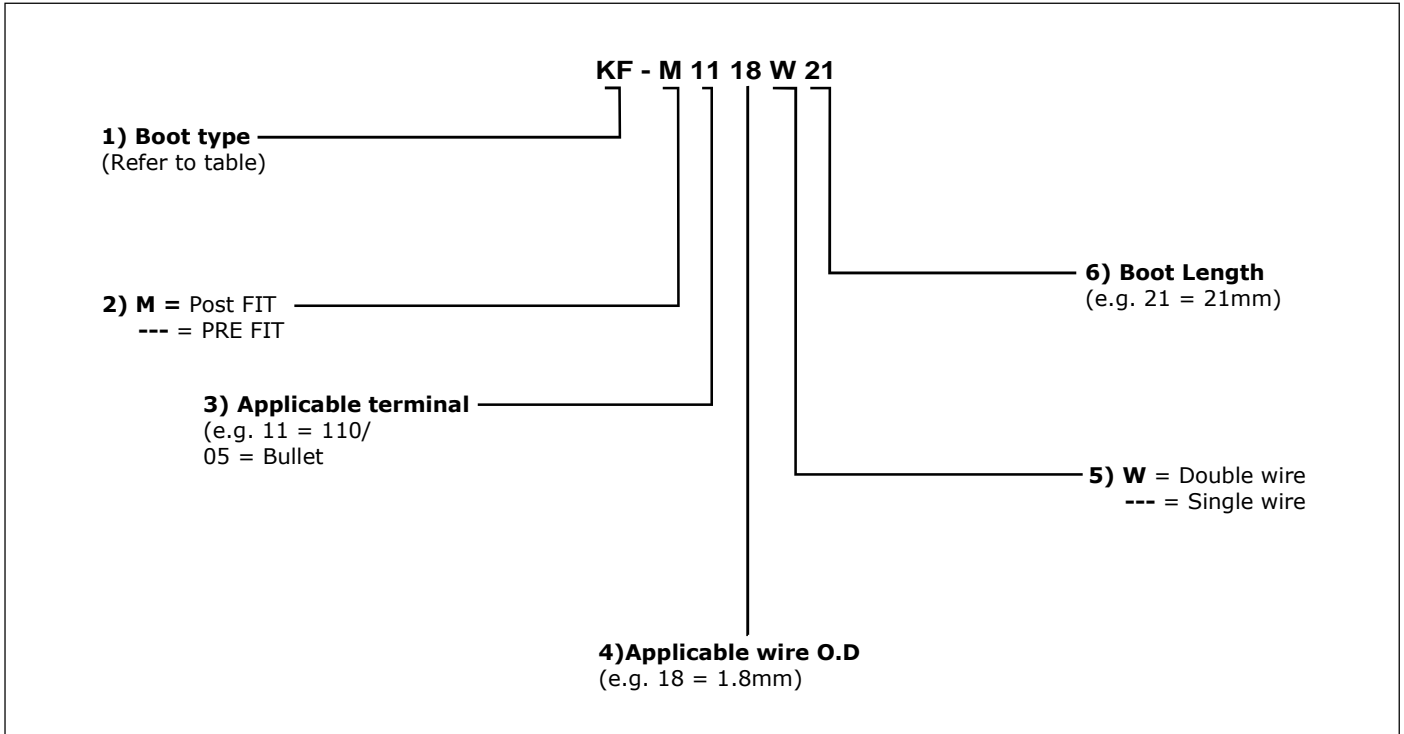 KF - M 11 18 W 21
1) Boot type
(Refer to table)
6) Boot Length
(e.g. 21 = 21mm)
2) M = Post FIT
--- = PRE FIT
3) Applicable terminal
(e.g. 11 = 110/
05 = Bullet
5) W = Double wire
--- = Single wire
4)Applicable wire O.D
(e.g. 18 = 1.8mm)